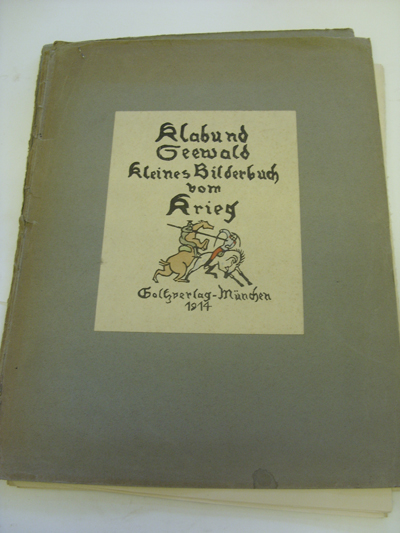 Klabund
Seewald
Kleines Bilderbuch
vom
Krieg
Goltzverlag-München
1914